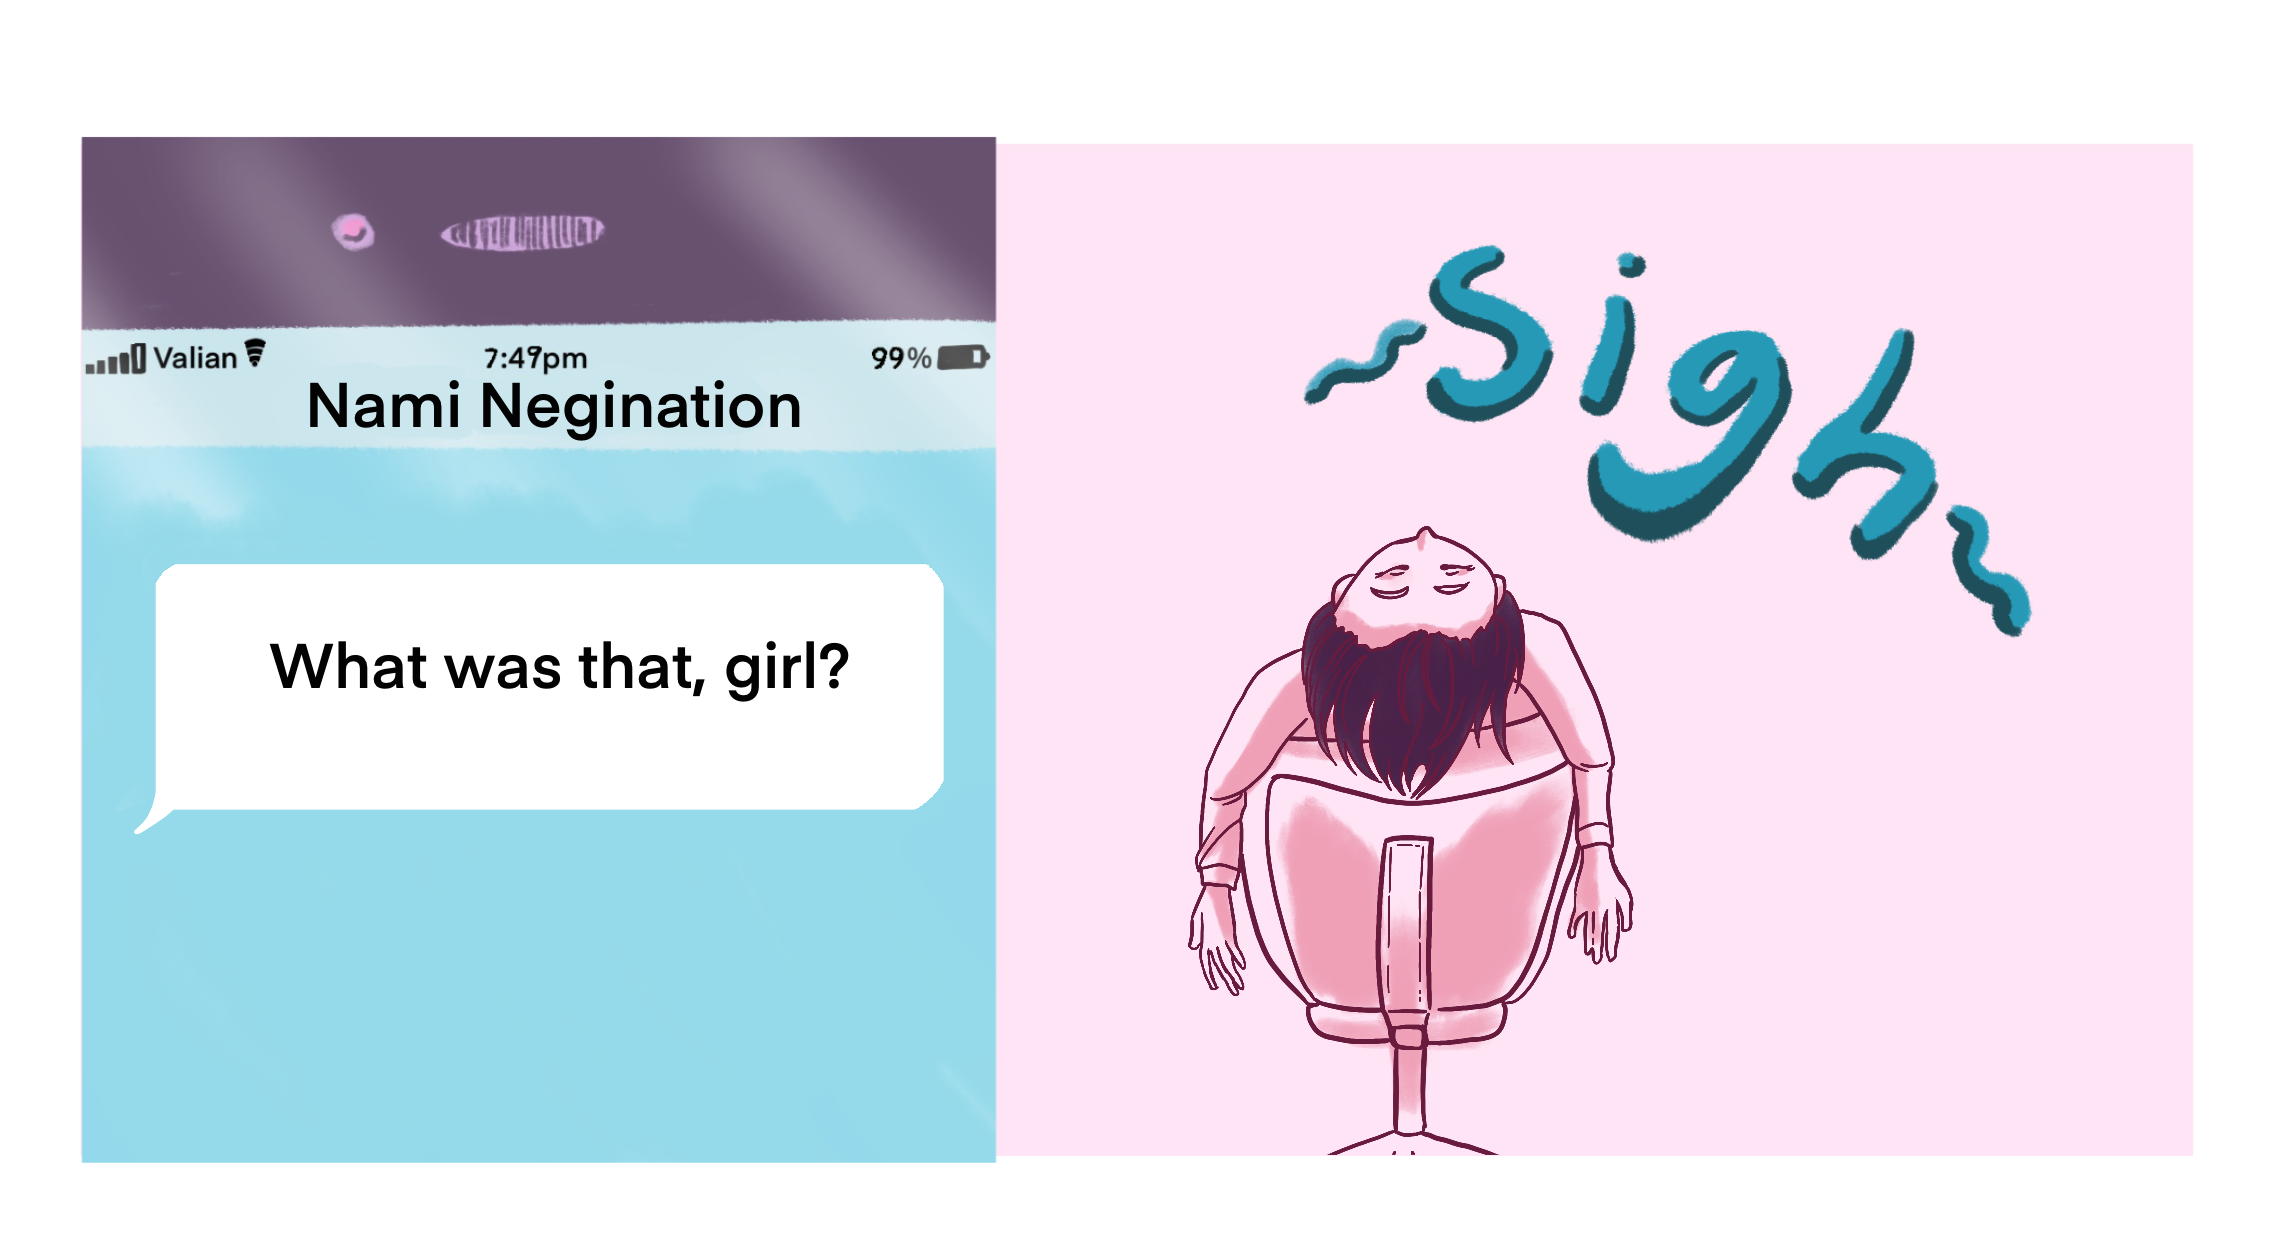 Valian 7:47pm 99%
Nami Negination
What was that, girl?
~sigh~